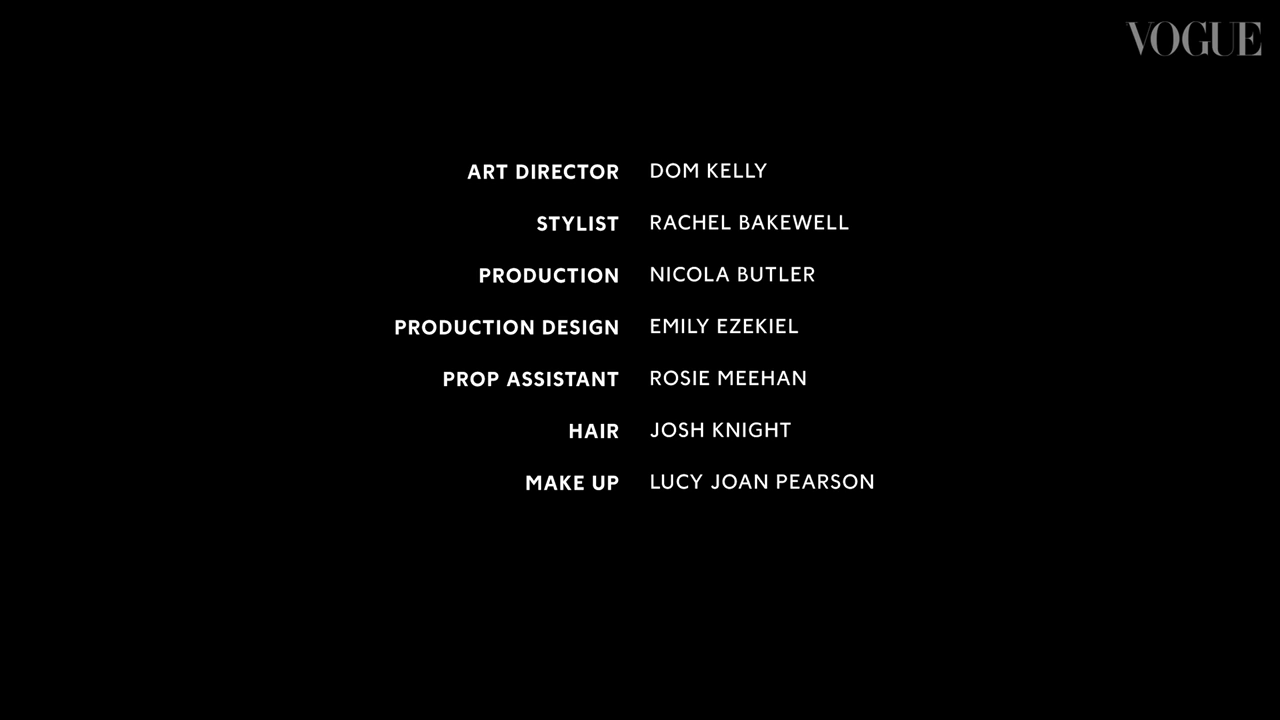 VOGUE
ART DIRECTOR DOM KELLY
STYLIST RACHEL BAKEWELL
PRODUCTION NICOLA BUTLER
PRODUCTION DESIGN EMILY EZEKIEL
PROP ASSISTANT ROSIE MEEHAN
HAIR JOSH KNIGHT
MAKE UP LUCY JOAN PEARSON